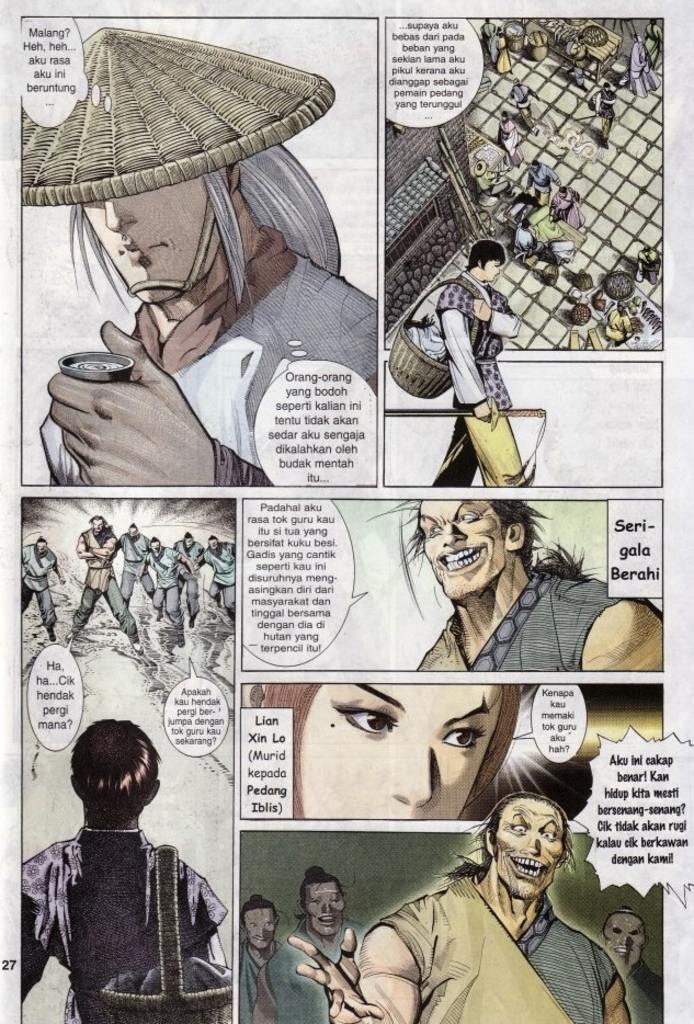 Malang?
Heh, heh...
aku rasa
aku ini
beruntung
...
...supaya aku
bebas dari pada
beban yang
sekian lama aku
pikul kerana aku
dianggap sebagai
pemain pedang
yang terunggul
...
Orang-orang
yang bodoh
seperti kalian ini
tentu tidak akan
sedar aku sengaja
dikalahkan oleh
budak mentah
itu...
Ha,
ha...Cik
hendak
pergi
mana?
Apakah
kau hendak
pergi ber-
jumpa dengan
tok guru kau
sekarang?
Padahal aku
rasa tok guru kau
itu si tua yang
bersifat kuku besi.
Gadis yang cantik
seperti kau ini
disuruhnya meng-
asingkan diri dari
masyarakat dan
tinggal bersama
dengan dia di
hutan yang
terpencil itu!
Seri-
gala
Berahi
Lian
Xin Lo
(Murid
kepada
Pedang
Iblis)
Kenapa
kau
memaki
tok guru
aku
hah?
Aku ini cakap
benar! Kan
hidup kita mesti
bersenang-senang?
Cik tidak akan rugi
kalau cik berkawan
dengan kami!
27